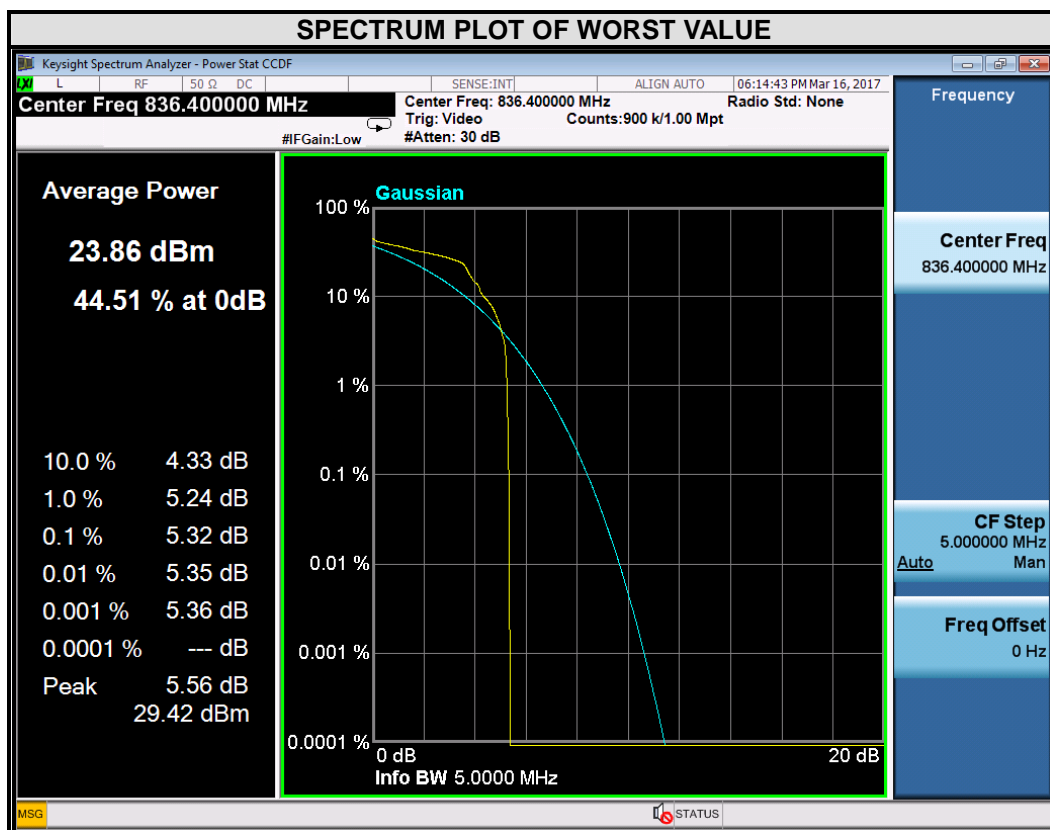 SPECTRUM PLOT OF WORST VALUE
Keysight Spectrum Analyzer - Power Stat CCDF
LXI L RF 50 Ω DC SENSE:INT ALIGN AUTO 06:14:43 PM Mar 16, 2017
Center Freq 836.400000 MHz
#IFGain:Low
Center Freq: 836.400000 MHz Radio Std: None
Trig: Video Counts:900 k/1.00 Mpt
#Atten: 30 dB
Average Power
23.86 dBm
44.51 % at 0dB
10.0 % 4.33 dB
1.0 % 5.24 dB
0.1 % 5.32 dB
0.01 % 5.35 dB
0.001 % 5.36 dB
0.0001 % --- dB
Peak 5.56 dB
29.42 dBm
Gaussian
100 %
10 %
1 %
0.1 %
0.01 %
0.001 %
0.0001 %
0 dB 20 dB
Info BW 5.0000 MHz
Frequency
Center Freq
836.400000 MHz
CF Step
5.000000 MHz
Auto Man
Freq Offset
0 Hz
MSG STATUS